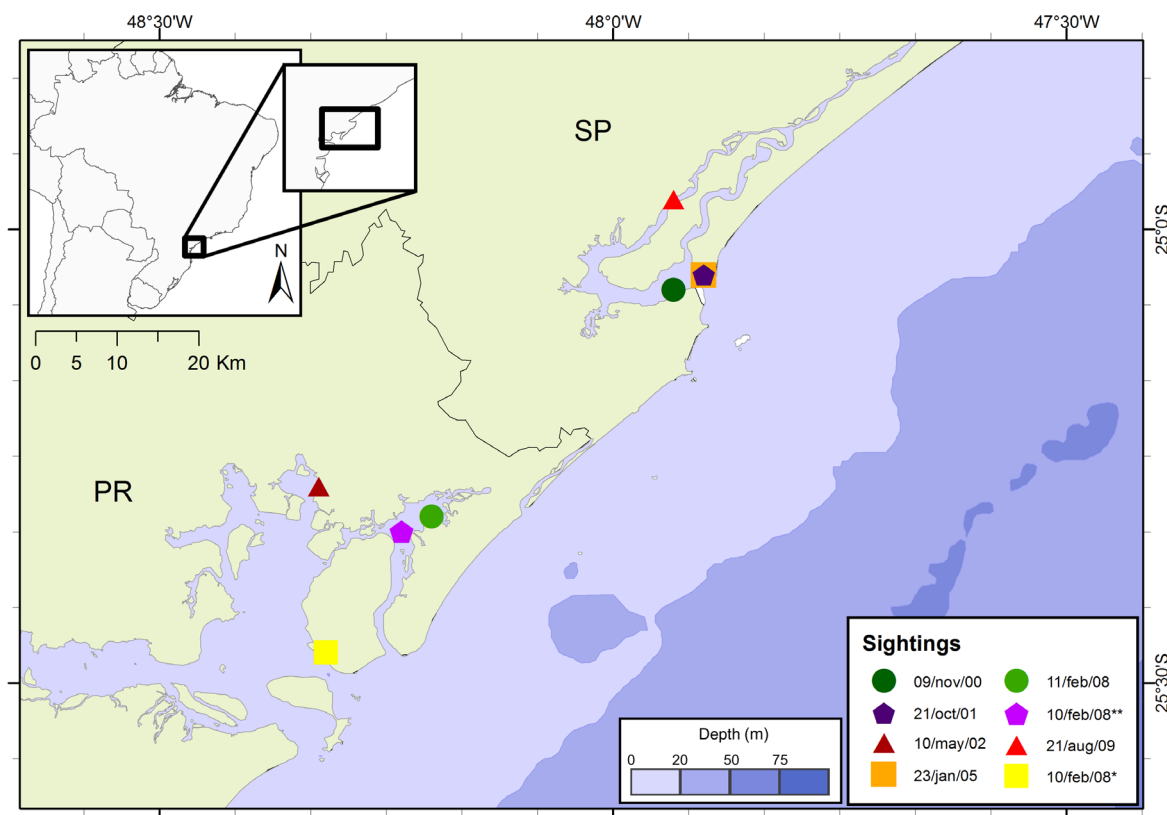 48°30'W 48°0'W 47°30'W
SP
25°0'S
N
0 5 10 20 Km
PR
25°30'S
Depth (m)
0 20 50 75
Sightings
09/nov/00 11/feb/08
21/oct/01 10/feb/08**
10/may/02 21/aug/09
23/jan/05 10/feb/08*